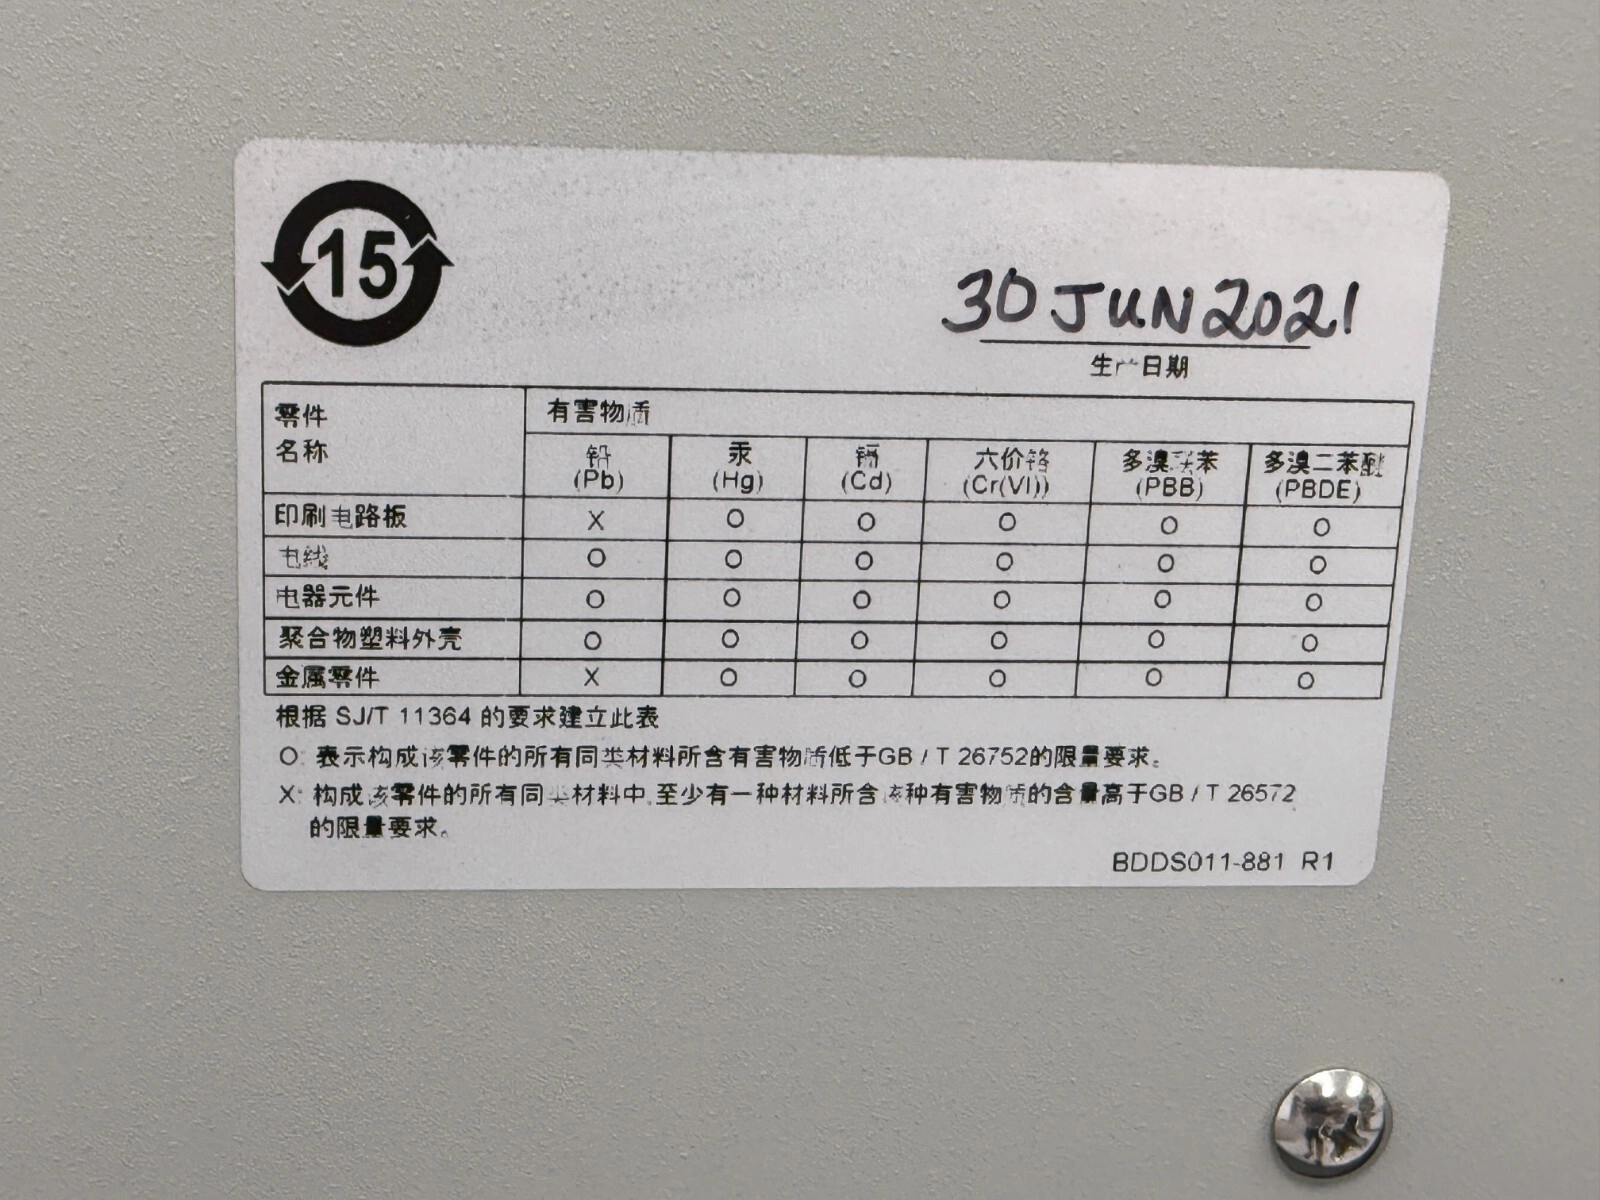 15
30 JUN 2021
生产日期
零件名称 有害物质
铅(Pb) 汞(Hg) 镉(Cd) 六价铬(Cr(VI)) 多溴联苯(PBB) 多溴二苯醚(PBDE)
印刷电路板 X O O O O O
电线 O O O O O O
电器元件 O O O O O O
聚合物塑料外壳 O O O O O O
金属零件 X O O O O O
根据 SJ/T 11364 的要求建立此表
O: 表示构成该零件的所有同类材料所含有害物质低于GB / T 26752的限量要求。
X: 构成该零件的所有同类材料中,至少有一种材料所含该种有害物质的含量高于GB / T 26572
的限量要求。
BDDS011-881 R1